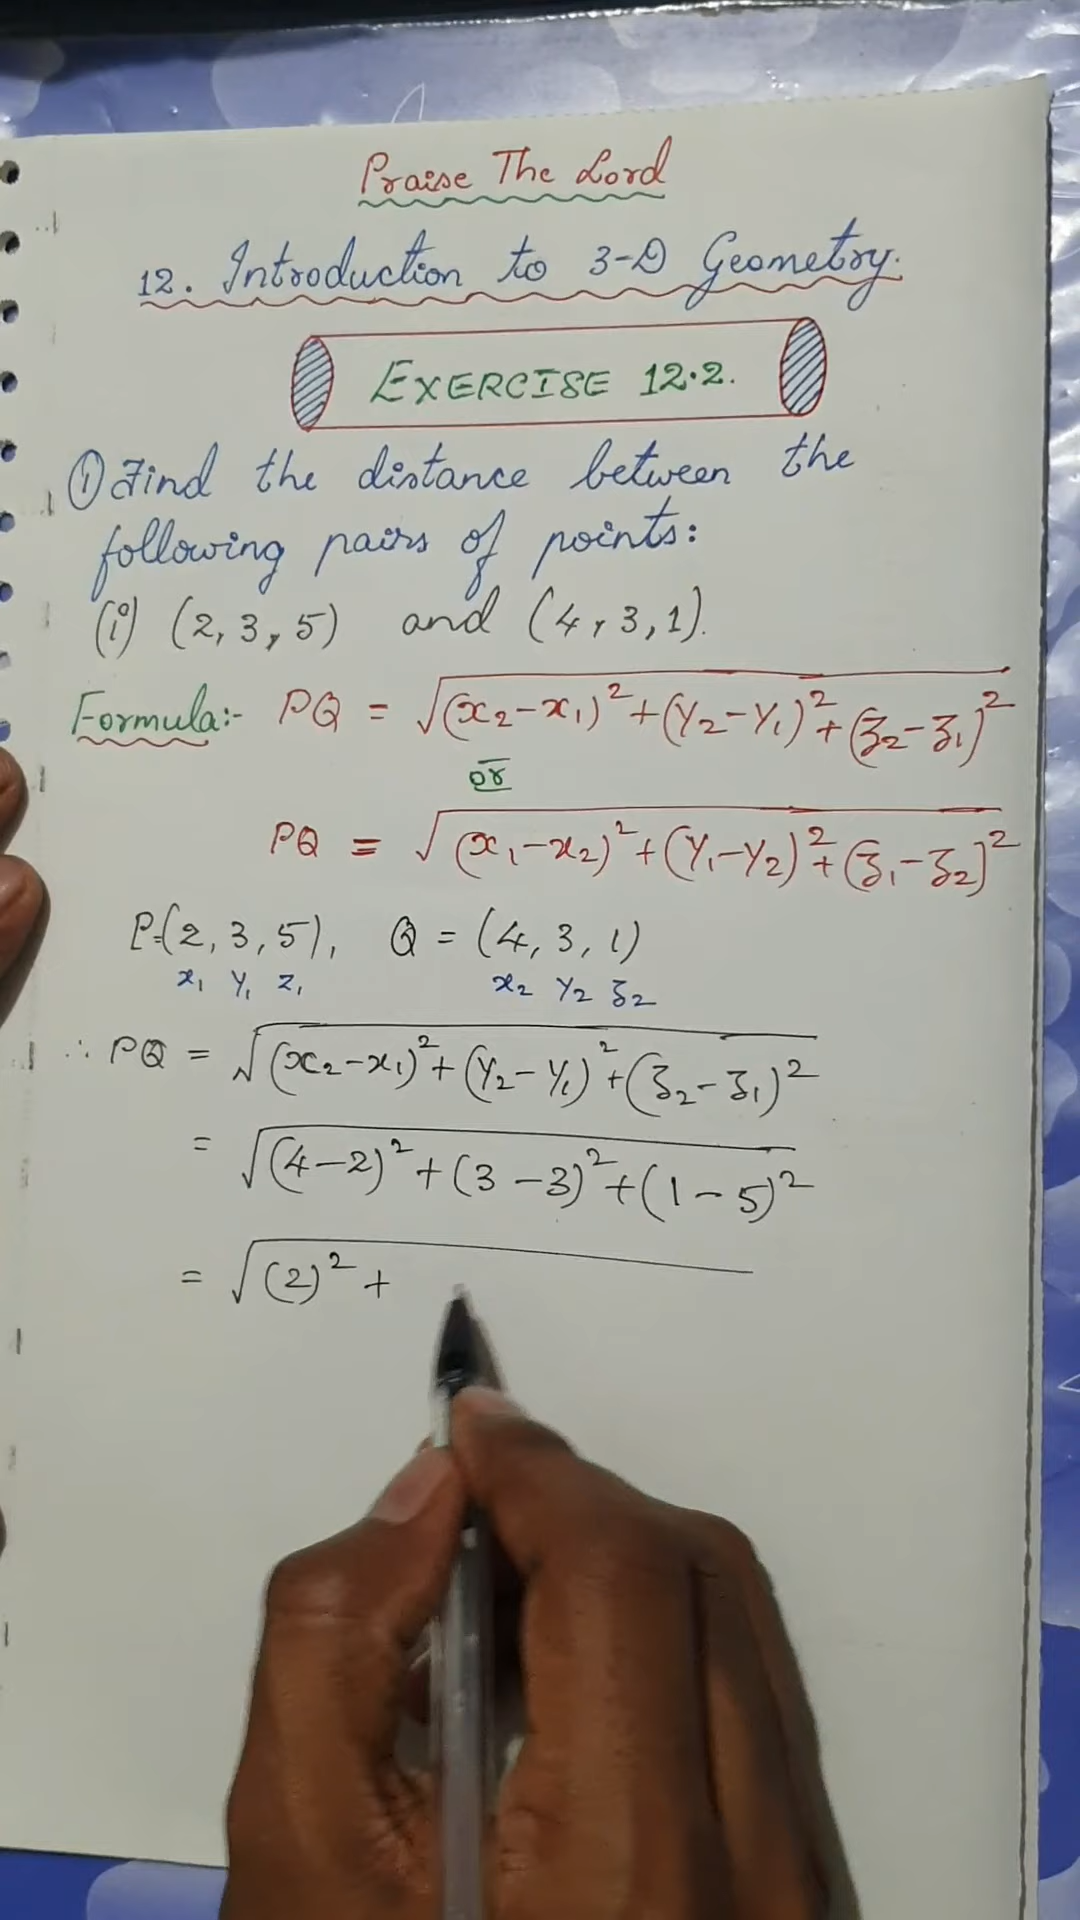 Praise The Lord
12. Introduction to 3-D Geometry.
EXERCISE 12.2.
① Find the distance between the
following pairs of points:
(i) (2, 3, 5) and (4, 3, 1).
Formula:- PQ = √(x₂-x₁)²+(y₂-y₁)²+(z₂-z₁)²
or
PQ = √(x₁-x₂)²+(y₁-y₂)²+(z₁-z₂)²
P=(2, 3, 5), Q = (4, 3, 1)
x₁ y₁ z₁ x₂ y₂ z₂
∴ PQ = √(x₂-x₁)²+(y₂-y₁)²+(z₂-z₁)²
= √(4-2)²+(3-3)²+(1-5)²
= √(2)²+